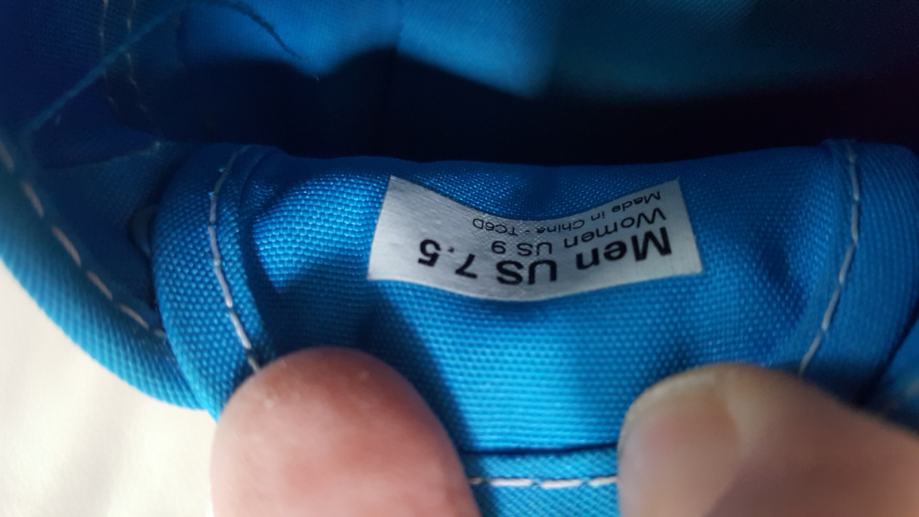 Men US 7.5
Women US 9
Made in China - TC6D